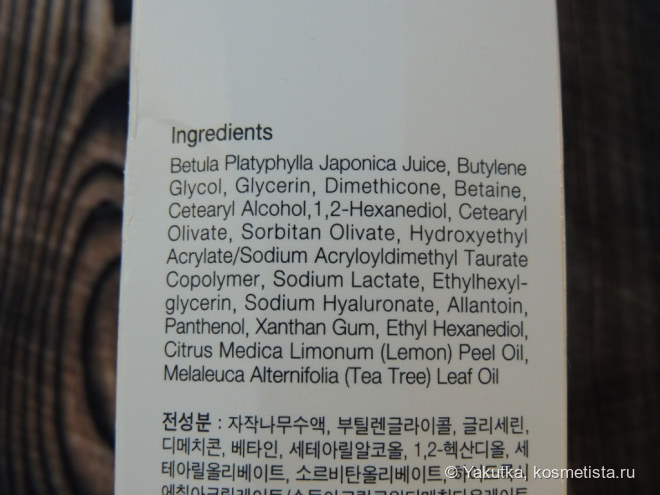 Ingredients
Betula Platyphylla Japonica Juice, Butylene
Glycol, Glycerin, Dimethicone, Betaine,
Cetearyl Alcohol,1,2-Hexanediol, Cetearyl
Olivate, Sorbitan Olivate, Hydroxyethyl
Acrylate/Sodium Acryloyldimethyl Taurate
Copolymer, Sodium Lactate, Ethylhexyl-
glycerin, Sodium Hyaluronate, Allantoin,
Panthenol, Xanthan Gum, Ethyl Hexanediol,
Citrus Medica Limonum (Lemon) Peel Oil,
Melaleuca Alternifolia (Tea Tree) Leaf Oil
전성분 : 자작나무수액, 부틸렌글라이콜, 글리세린,
디메치콘, 베타인, 세테아릴알코올, 1,2-헥산디올, 세
테아릴올리베이트, 소르비탄올리베이트,
© Yakutka, kosmetista.ru